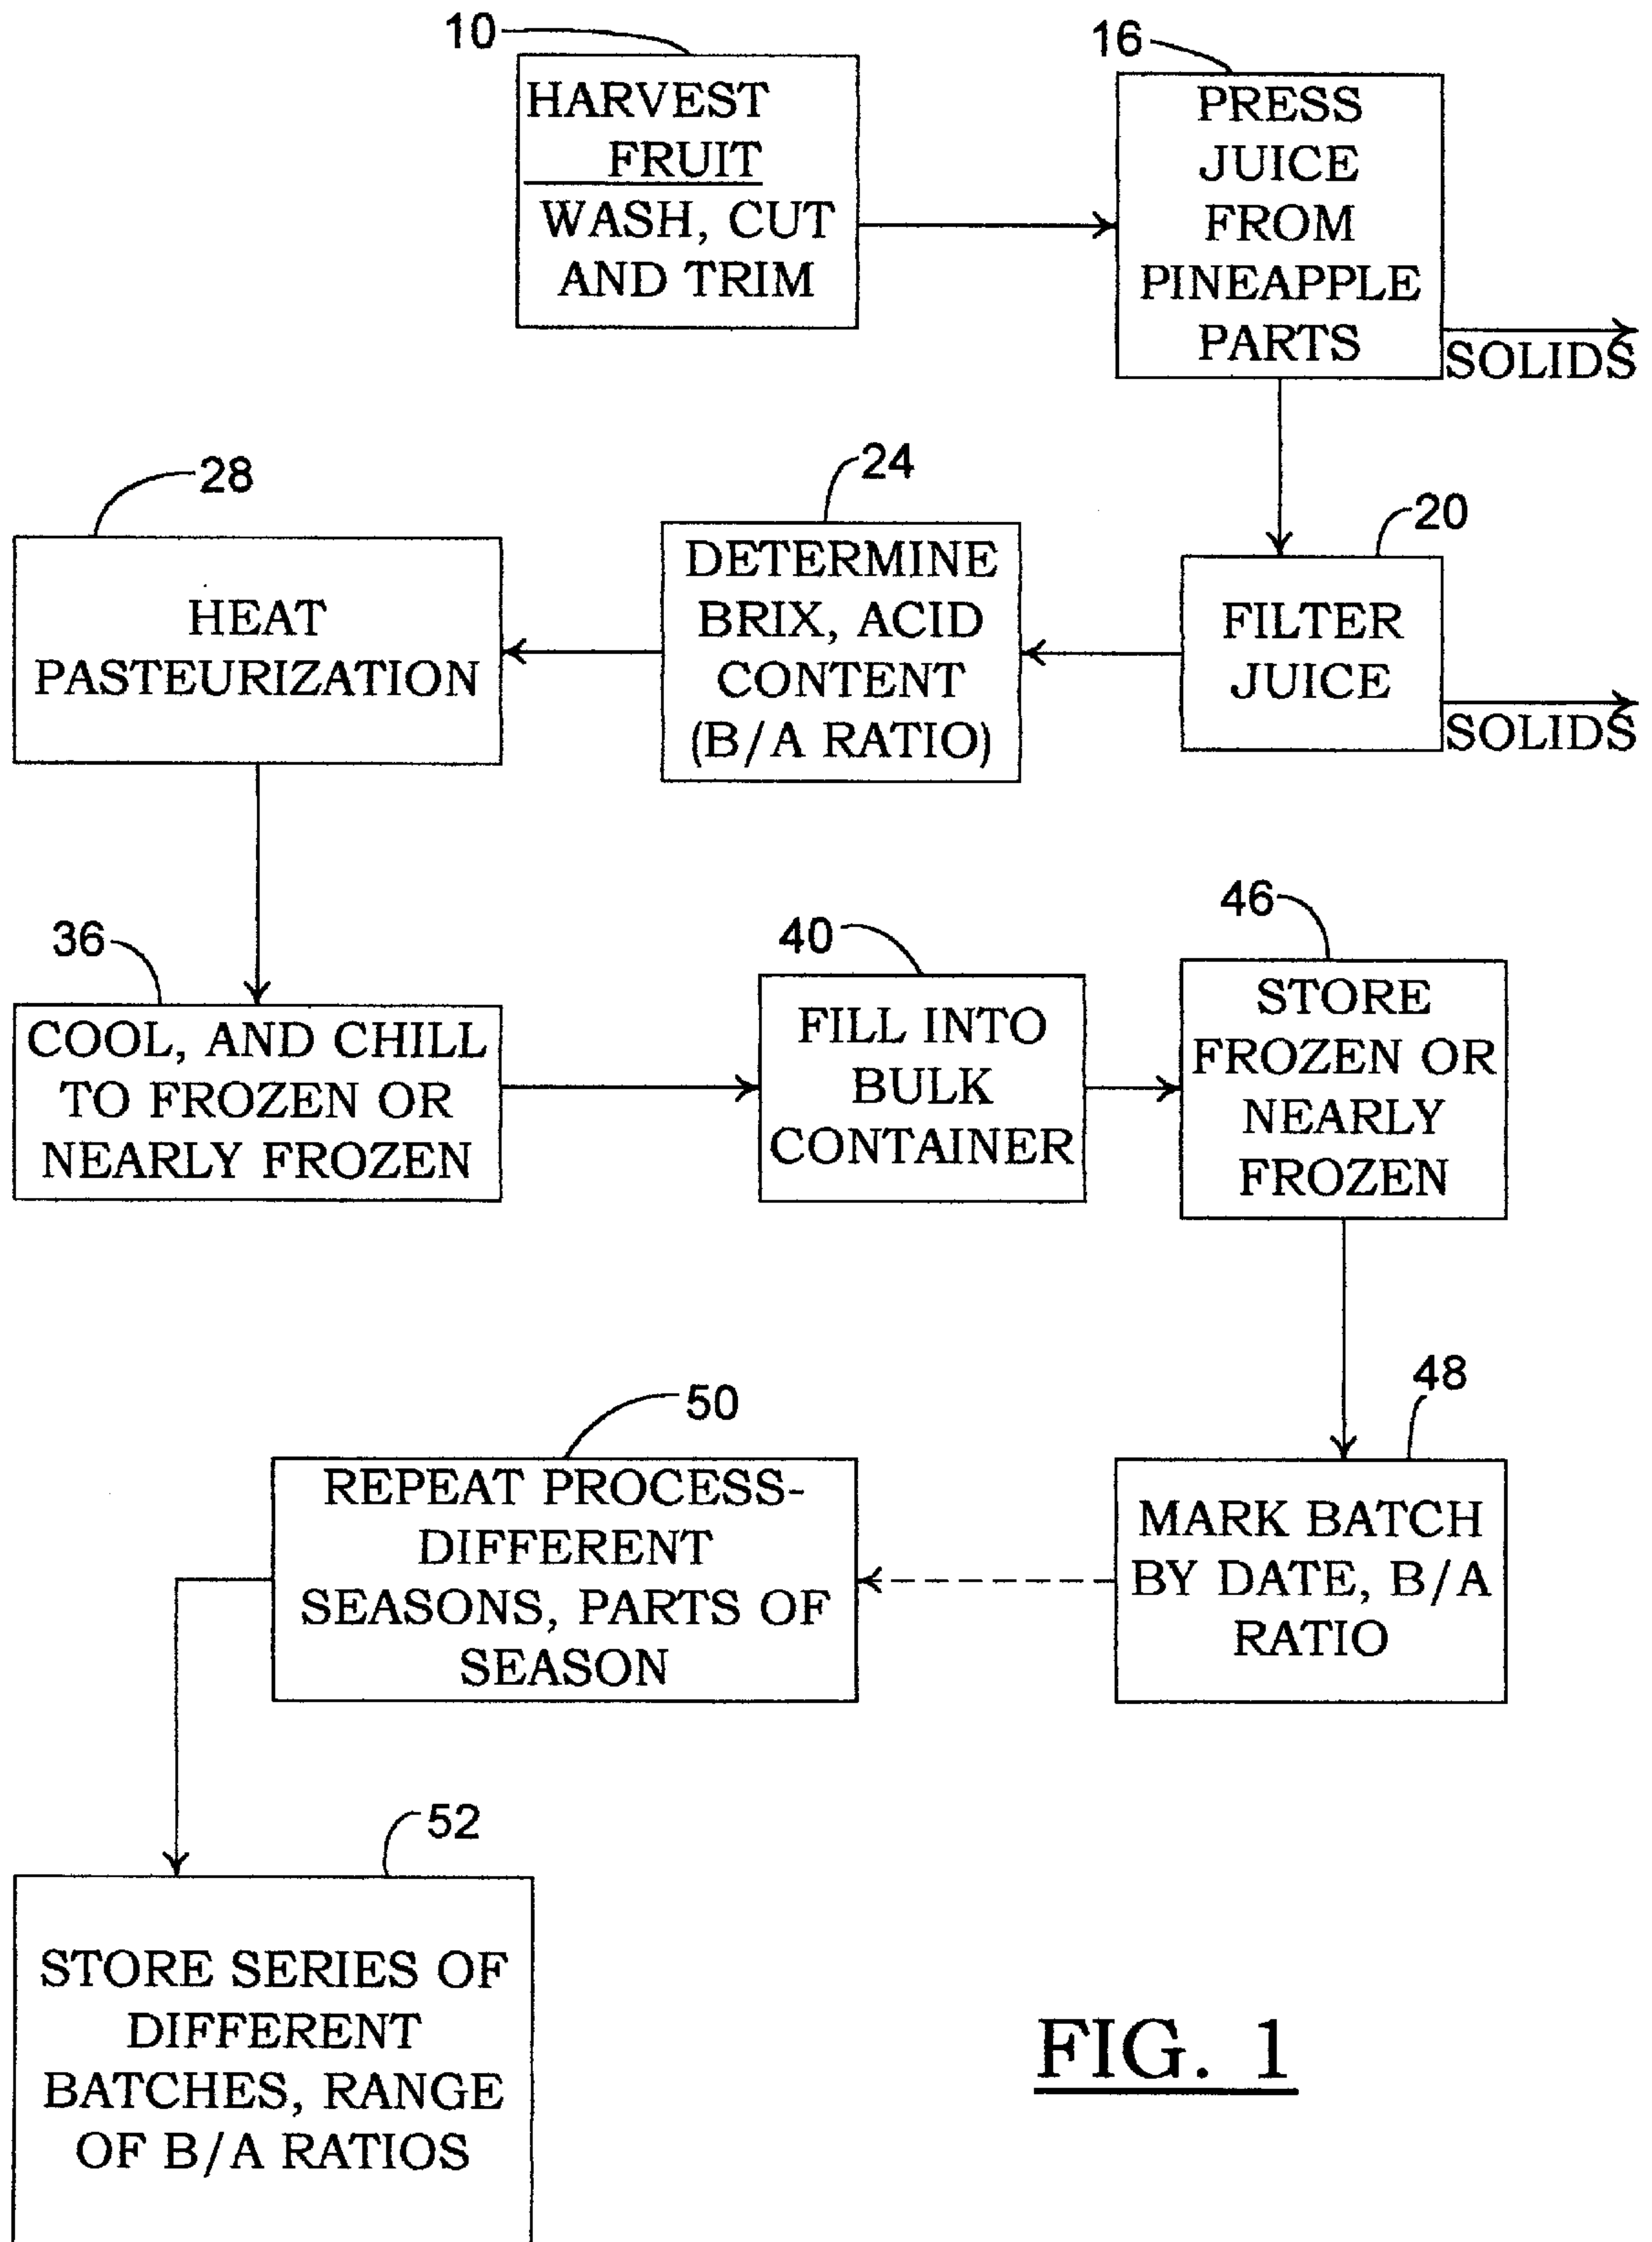 10
HARVEST
FRUIT
WASH, CUT
AND TRIM
16
PRESS
JUICE
FROM
PINEAPPLE
PARTS
SOLIDS
20
FILTER
JUICE
SOLIDS
24
DETERMINE
BRIX, ACID
CONTENT
(B/A RATIO)
28
HEAT
PASTEURIZATION
36
COOL, AND CHILL
TO FROZEN OR
NEARLY FROZEN
40
FILL INTO
BULK
CONTAINER
46
STORE
FROZEN OR
NEARLY
FROZEN
48
MARK BATCH
BY DATE, B/A
RATIO
50
REPEAT PROCESS-
DIFFERENT
SEASONS, PARTS OF
SEASON
52
STORE SERIES OF
DIFFERENT
BATCHES, RANGE
OF B/A RATIOS
FIG. 1